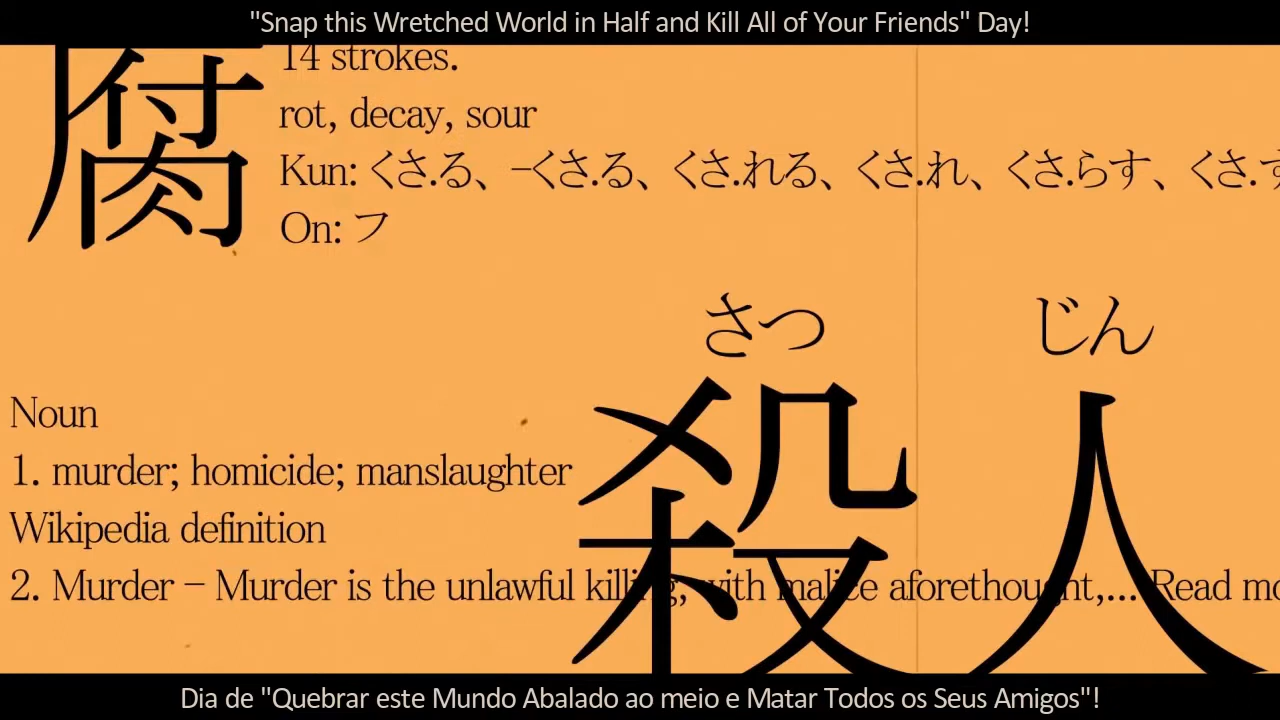 "Snap this Wretched World in Half and Kill All of Your Friends" Day!
腐
14 strokes.
rot, decay, sour
Kun: くさ.る、 -くさ.る、 くさ.れる、 くさ.れ、 くさ.らす、 くさ.す
On: フ
さつ じん
殺人
Noun
1. murder; homicide; manslaughter
Wikipedia definition
2. Murder – Murder is the unlawful killing, with malice aforethought,... Read mo
Dia de "Quebrar este Mundo Abalado ao meio e Matar Todos os Seus Amigos"!